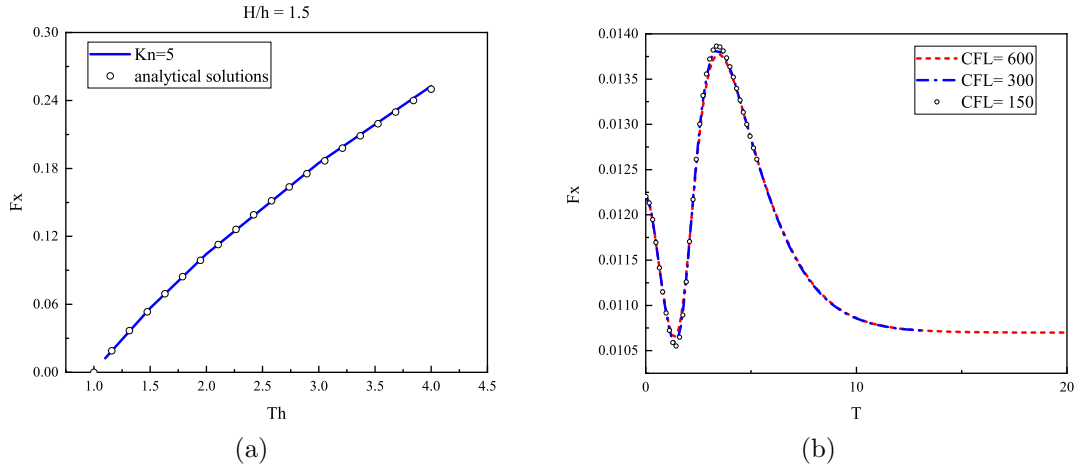 H/h = 1.5
0.30
0.24
0.18
0.12
0.06
0.00
Fx
Kn=5
analytical solutions
1.0
1.5
2.0
2.5
3.0
3.5
4.0
4.5
Th
(a)
0.0140
0.0135
0.0130
0.0125
0.0120
0.0115
0.0110
0.0105
Fx
CFL= 600
CFL= 300
CFL= 150
0
10
20
T
(b)